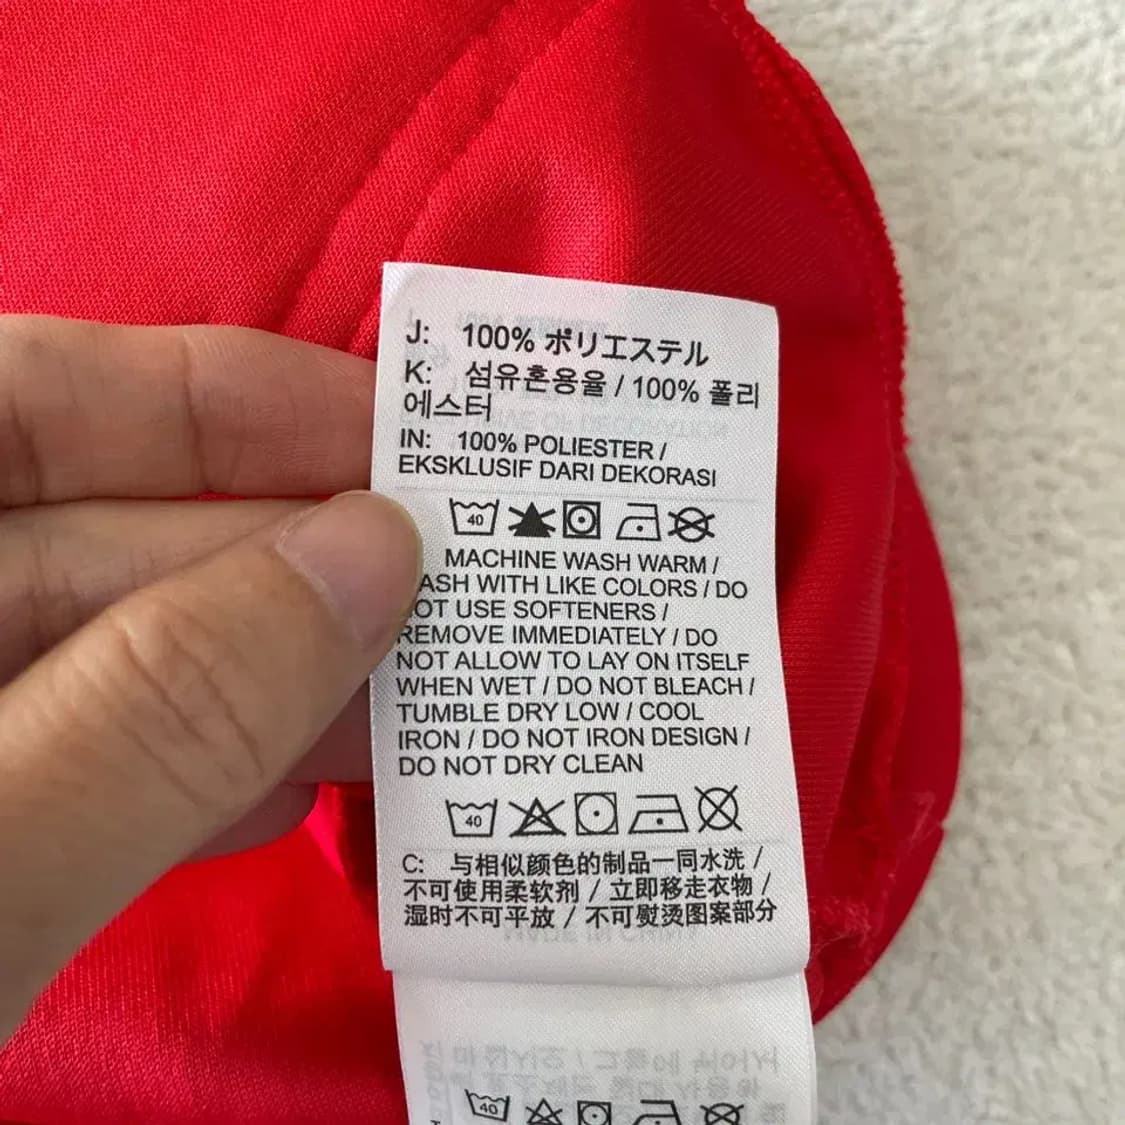 J: 100% ポリエステル
K: 섬유혼용율 / 100% 폴리
에스터
IN: 100% POLIESTER /
EKSKLUSIF DARI DEKORASI
40
MACHINE WASH WARM /
ASH WITH LIKE COLORS / DO
OT USE SOFTENERS /
REMOVE IMMEDIATELY / DO
NOT ALLOW TO LAY ON ITSELF
WHEN WET / DO NOT BLEACH /
TUMBLE DRY LOW / COOL
IRON / DO NOT IRON DESIGN /
DO NOT DRY CLEAN
40
C: 与相似颜色的制品一同水洗 /
不可使用柔软剂 / 立即移走衣物 /
湿时不可平放 / 不可熨烫图案部分
40